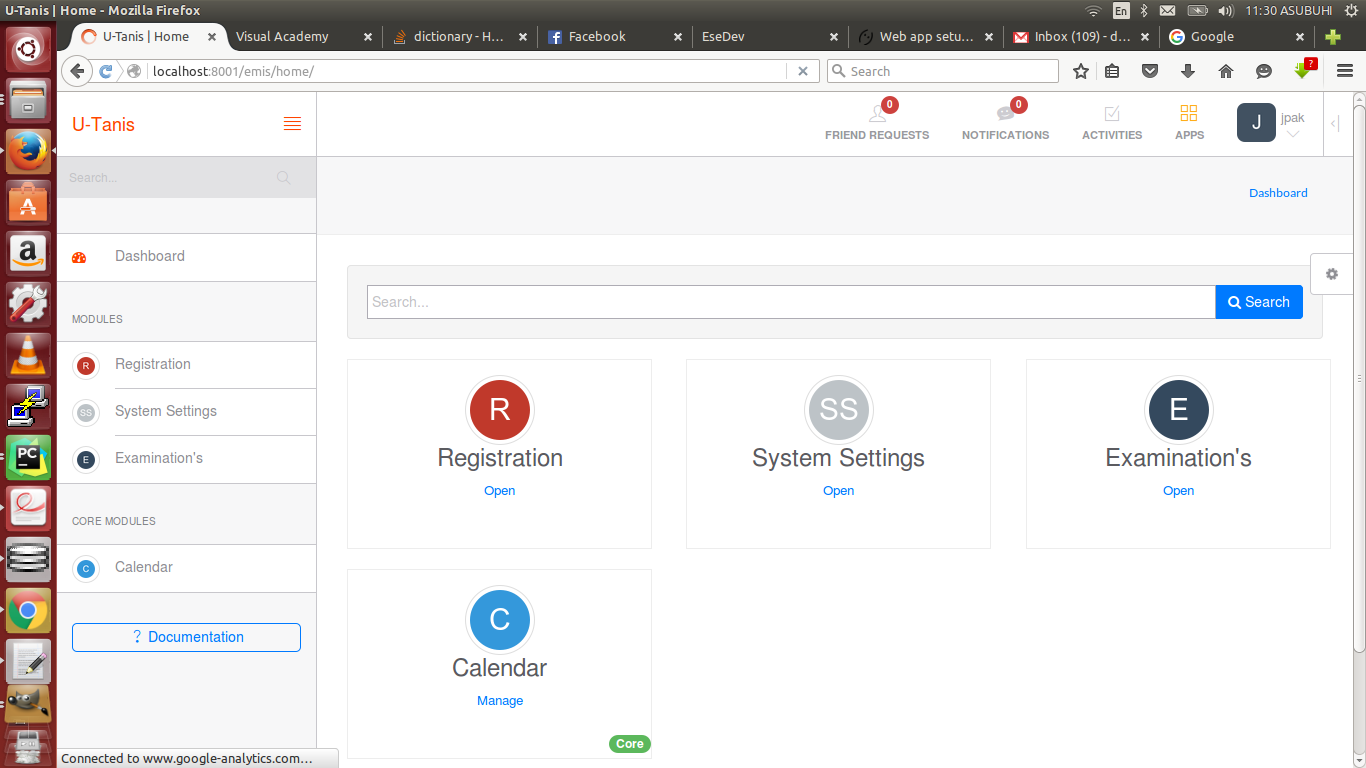 U-Tanis | Home - Mozilla Firefox
En
11:30 ASUBUHI
U-Tanis | Home
Visual Academy
dictionary - H...
Facebook
EseDev
Web app setu...
Inbox (109) - d...
Google
localhost:8001/emis/home/
Search
?
U-Tanis
0
FRIEND REQUESTS
0
NOTIFICATIONS
ACTIVITIES
APPS
J
jpak
Search...
Dashboard
Dashboard
MODULES
R Registration
SS System Settings
E Examination's
CORE MODULES
C Calendar
? Documentation
Search...
Search
R
Registration
Open
SS
System Settings
Open
E
Examination's
Open
C
Calendar
Manage
Core
PC
Connected to www.google-analytics.com...